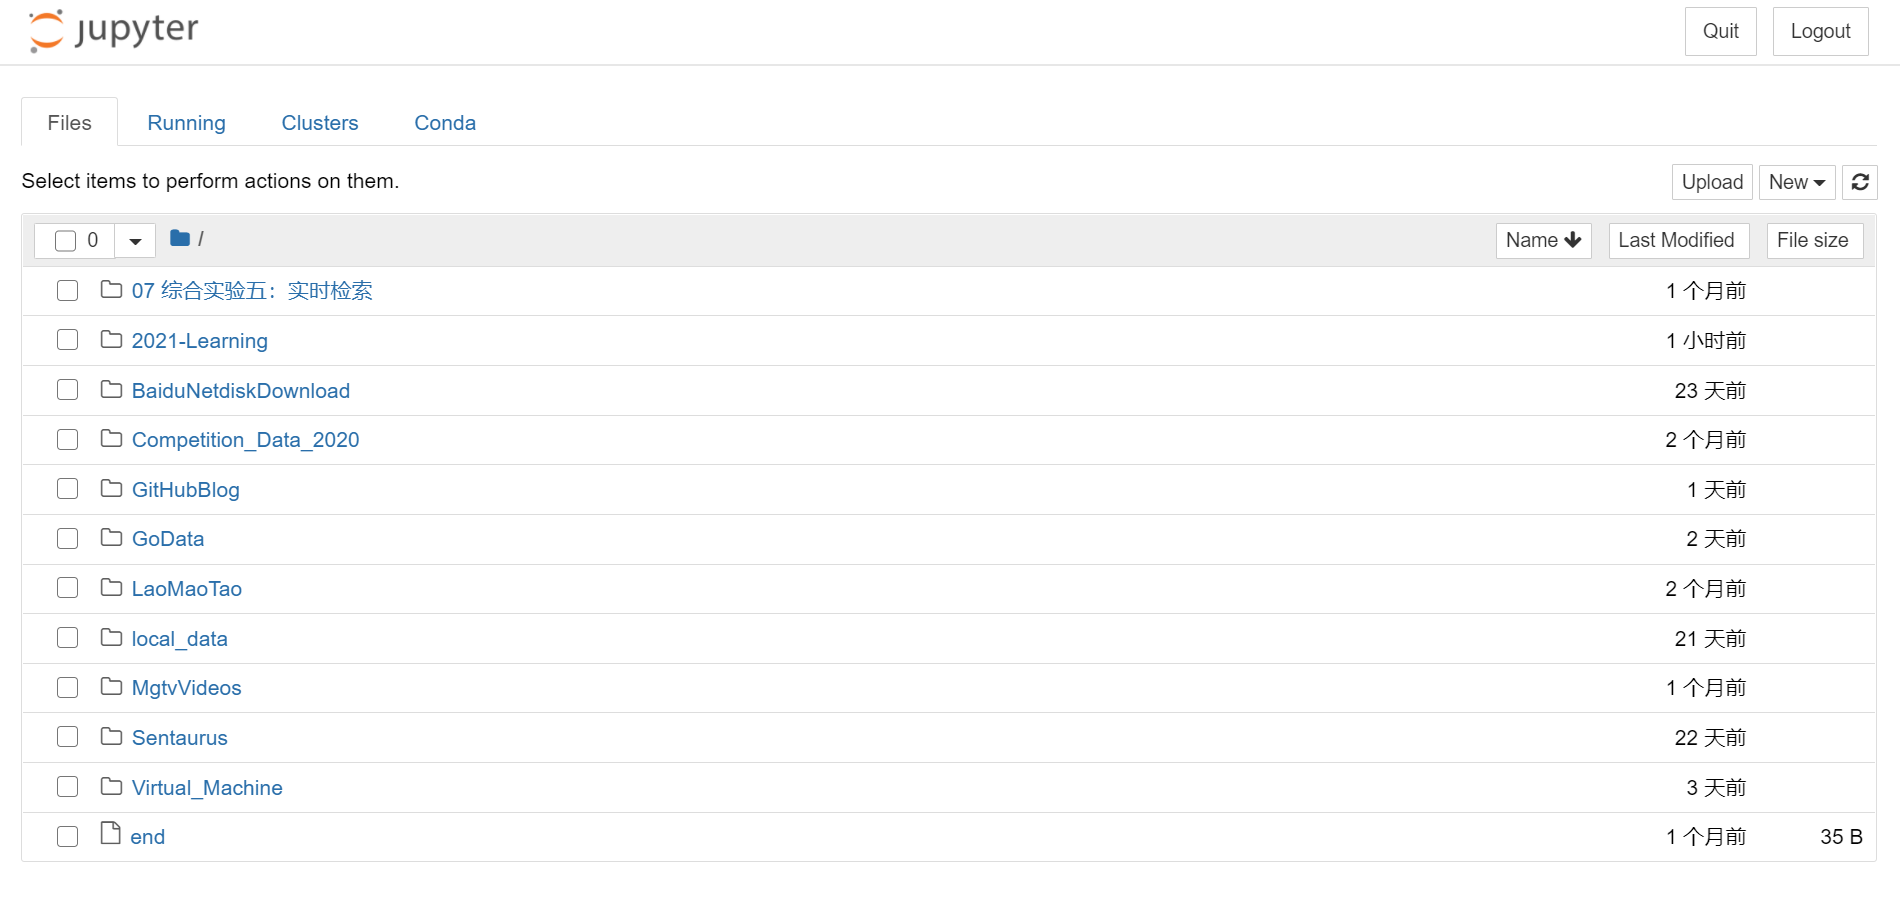 jupyter Quit Logout
Files Running Clusters Conda
Select items to perform actions on them. Upload New
0 / Name Last Modified File size
07 综合实验五：实时检索 1 个月前
2021-Learning 1 小时前
BaiduNetdiskDownload 23 天前
Competition_Data_2020 2 个月前
GitHubBlog 1 天前
GoData 2 天前
LaoMaoTao 2 个月前
local_data 21 天前
MgtvVideos 1 个月前
Sentaurus 22 天前
Virtual_Machine 3 天前
end 1 个月前 35 B